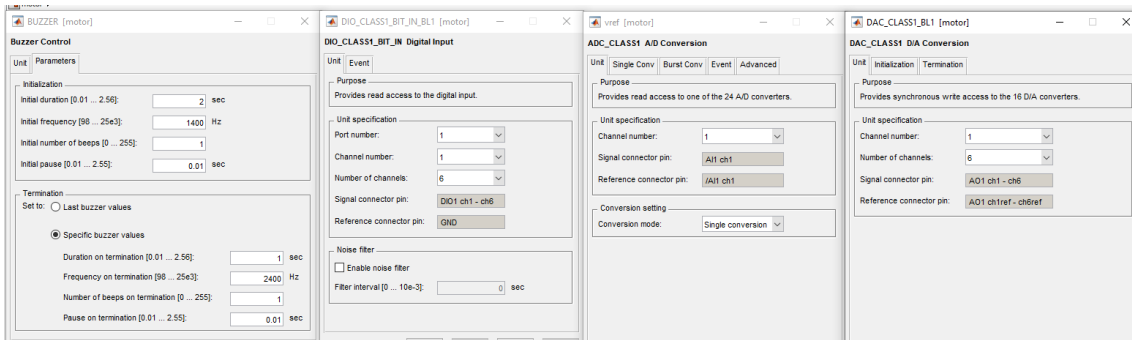 BUZZER [motor]
Buzzer Control
Unit Parameters
Initialization
Initial duration [0.01 ... 2.56]: 2 sec
Initial frequency [98 ... 25e3]: 1400 Hz
Initial number of beeps [0 ... 255]: 1
Initial pause [0.01 ... 2.55]: 0.01 sec
Termination
Set to: Last buzzer values
Specific buzzer values
Duration on termination [0.01 ... 2.56]: 1 sec
Frequency on termination [98 ... 25e3]: 2400 Hz
Number of beeps on termination [0 ... 255]: 1
Pause on termination [0.01 ... 2.55]: 0.01 sec
DIO_CLASS1_BIT_IN_BL1 [motor]
DIO_CLASS1_BIT_IN Digital Input
Unit Event
Purpose
Provides read access to the digital input.
Unit specification
Port number: 1
Channel number: 1
Number of channels: 6
Signal connector pin: DIO1 ch1 - ch6
Reference connector pin: GND
Noise filter
Enable noise filter
Filter interval [0 ... 10e-3]: 0 sec
vref [motor]
ADC_CLASS1 A/D Conversion
Unit Single Conv Burst Conv Event Advanced
Purpose
Provides read access to one of the 24 A/D converters.
Unit specification
Channel number: 1
Signal connector pin: AI1 ch1
Reference connector pin: /AI1 ch1
Conversion setting
Conversion mode: Single conversion
DAC_CLASS1_BL1 [motor]
DAC_CLASS1 D/A Conversion
Unit Initialization Termination
Purpose
Provides synchronous write access to the 16 D/A converters.
Unit specification
Channel number: 1
Number of channels: 6
Signal connector pin: AO1 ch1 - ch6
Reference connector pin: AO1 ch1ref - ch6ref